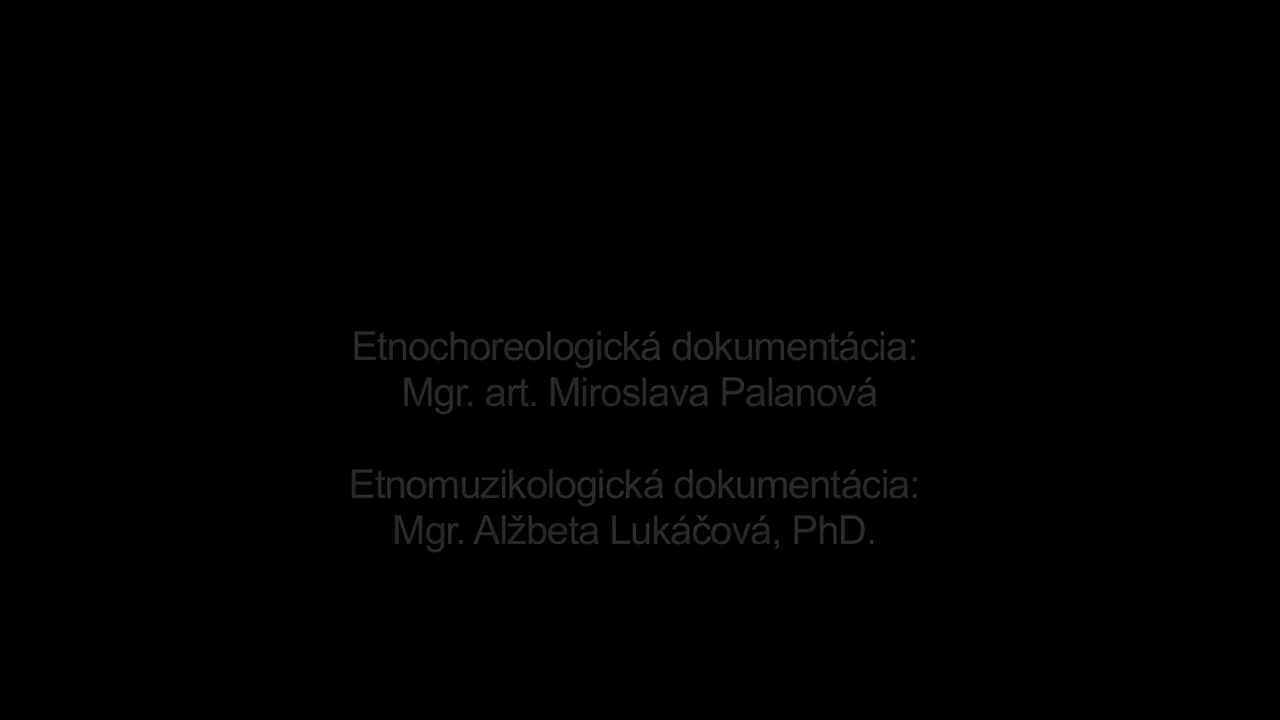 Etnochoreologická dokumentácia:
Mgr. art. Miroslava Palanová
Etnomuzikologická dokumentácia:
Mgr. Alžbeta Lukáčová, PhD.